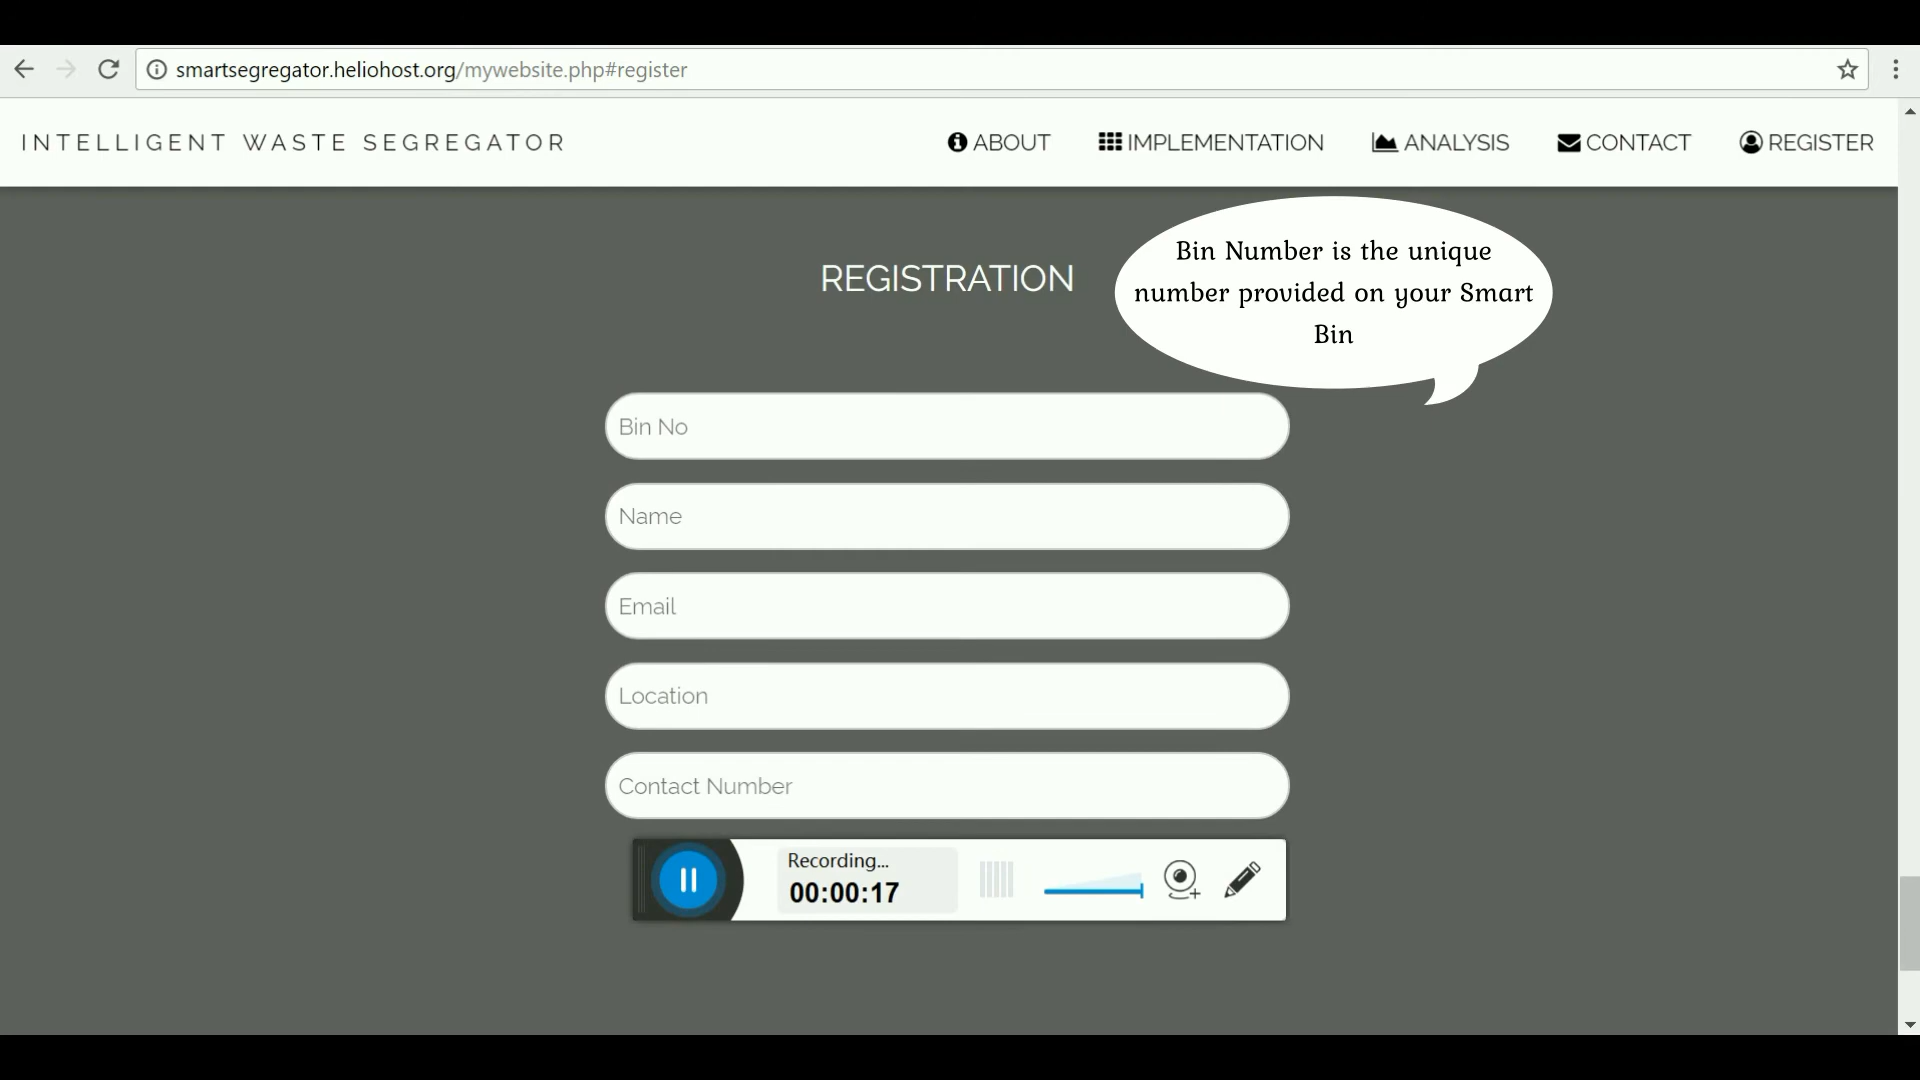 smartsegregator.heliohost.org/mywebsite.php#register
INTELLIGENT WASTE SEGREGATOR
ABOUT
IMPLEMENTATION
ANALYSIS
CONTACT
REGISTER
REGISTRATION
Bin Number is the unique
number provided on your Smart
Bin
Bin No
Name
Email
Location
Contact Number
Recording...
00:00:17